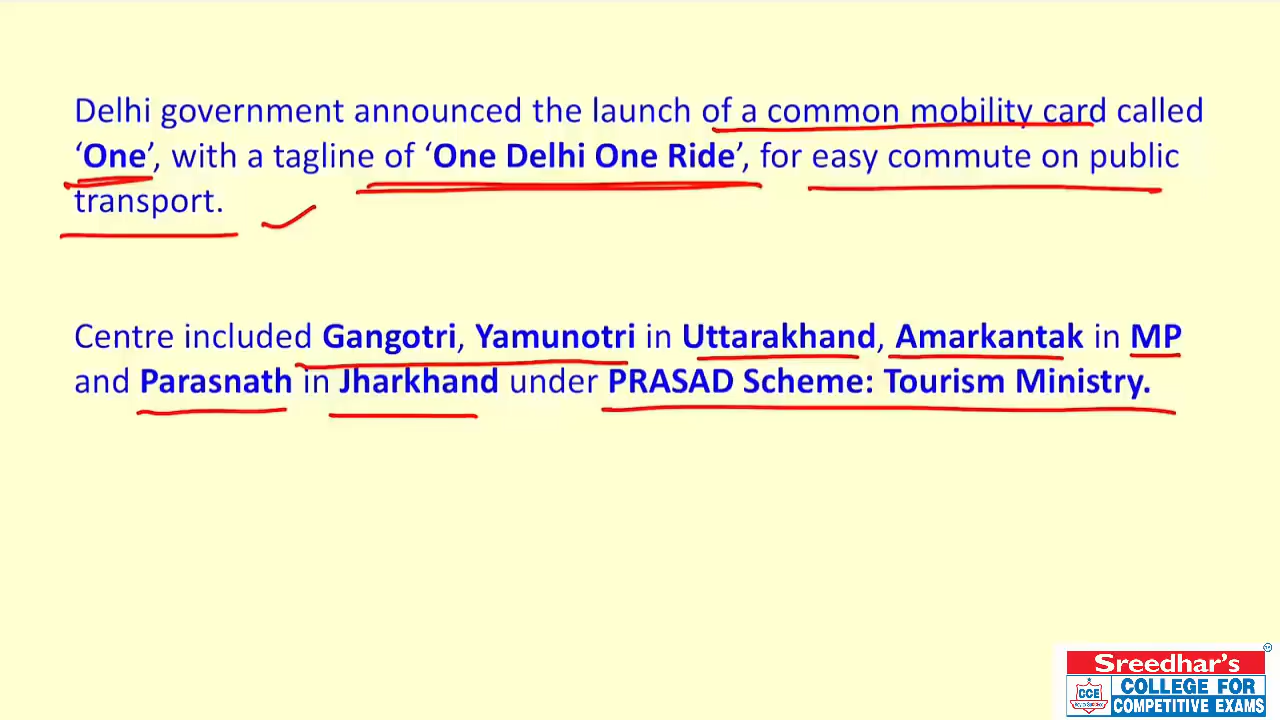 Delhi government announced the launch of a common mobility card called
‘One’, with a tagline of ‘One Delhi One Ride’, for easy commute on public
transport.
Centre included Gangotri, Yamunotri in Uttarakhand, Amarkantak in MP
and Parasnath in Jharkhand under PRASAD Scheme: Tourism Ministry.
Sreedhar's
CCE
COLLEGE FOR
COMPETITIVE EXAMS